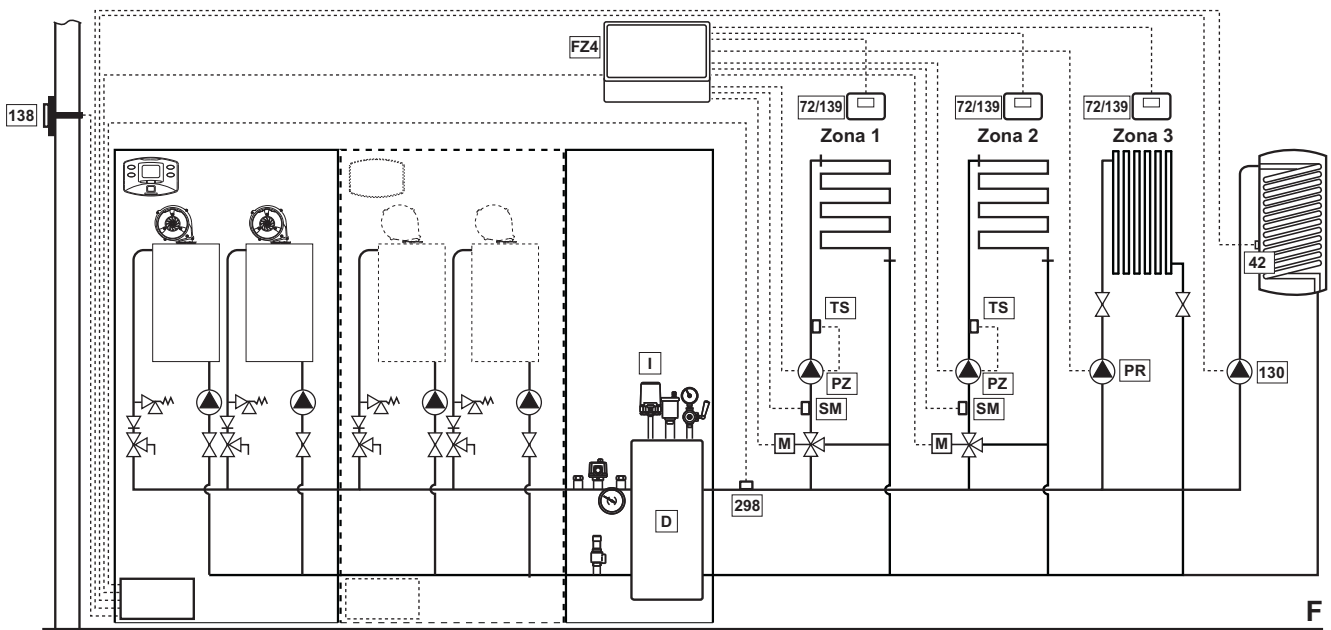 FZ4
138
72/139
72/139
72/139
Zona 1
Zona 2
Zona 3
42
TS
TS
I
PZ
PZ
PR
130
SM
SM
M
M
298
D
F